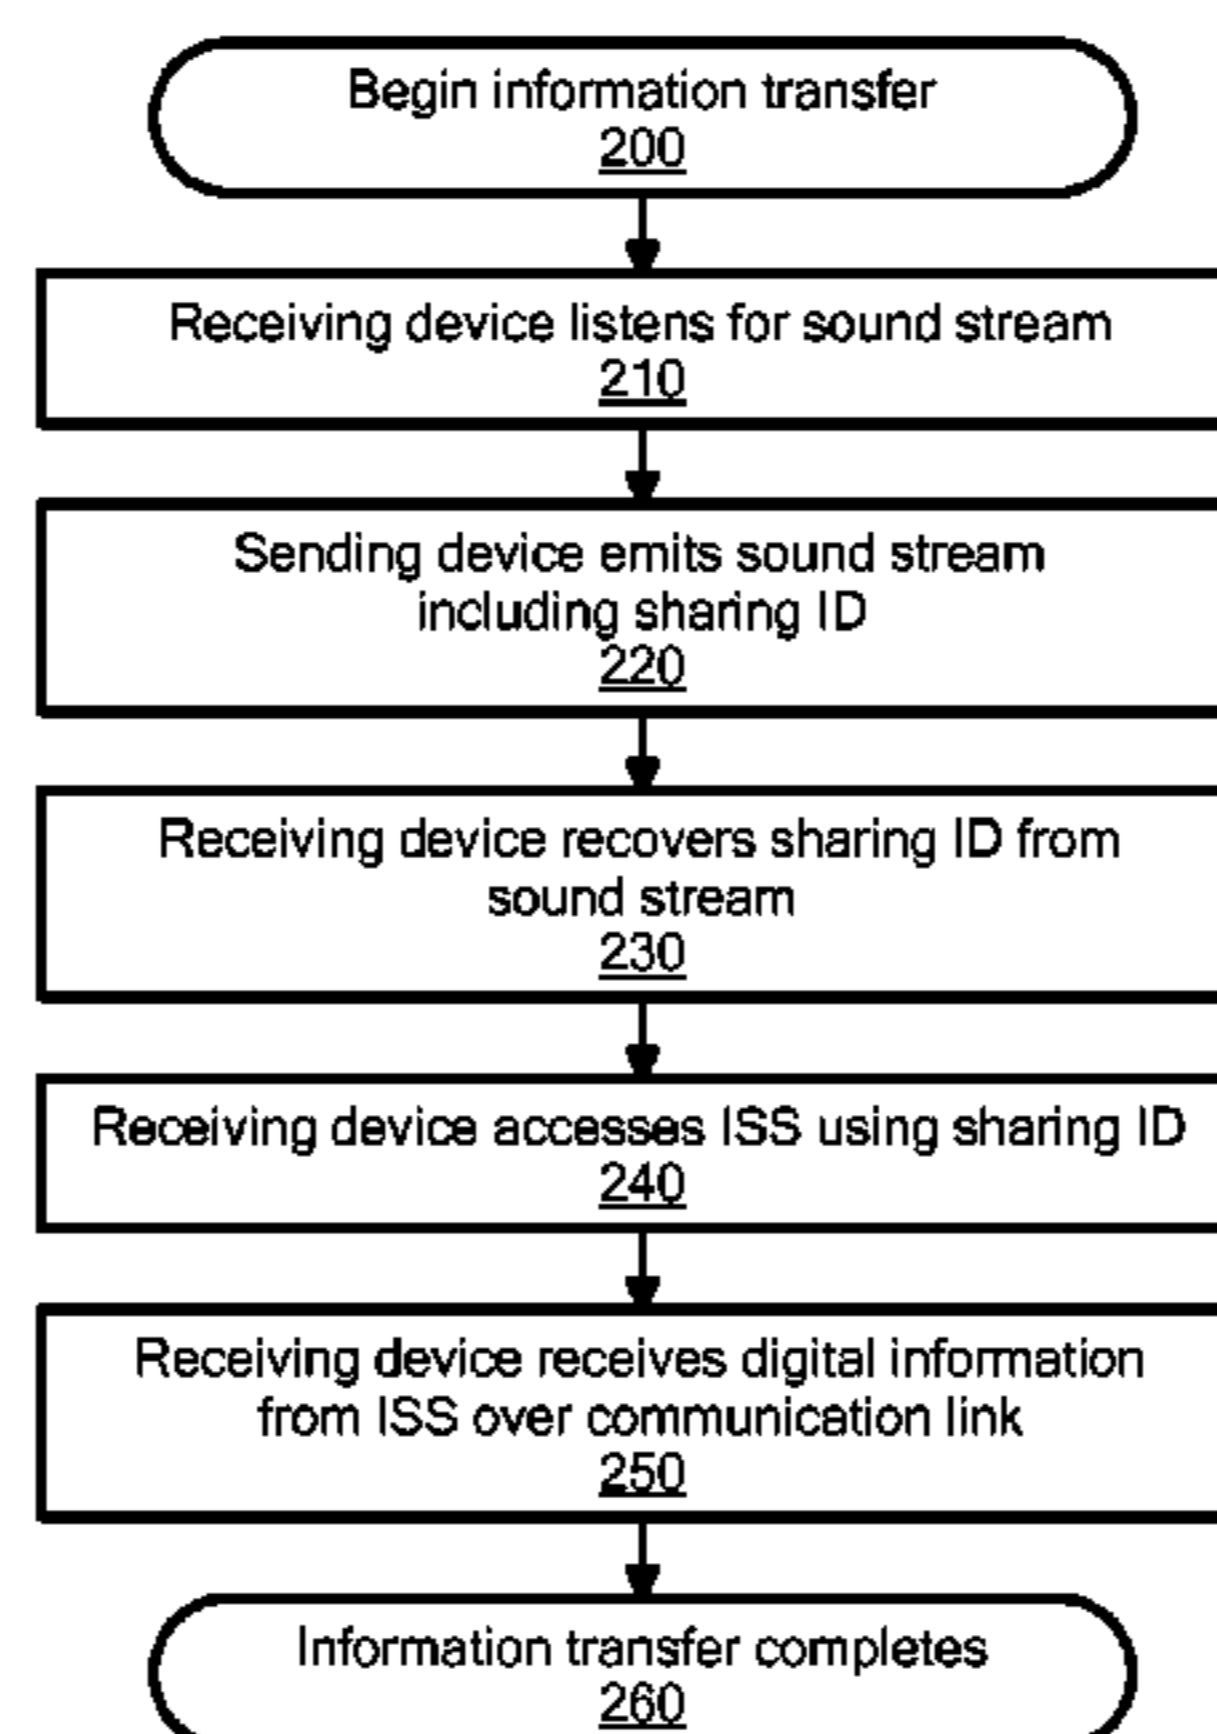 Begin information transfer
200
Receiving device listens for sound stream
210
Sending device emits sound stream
including sharing ID
220
Receiving device recovers sharing ID from
sound stream
230
Receiving device accesses ISS using sharing ID
240
Receiving device receives digital information
from ISS over communication link
250
Information transfer completes
260